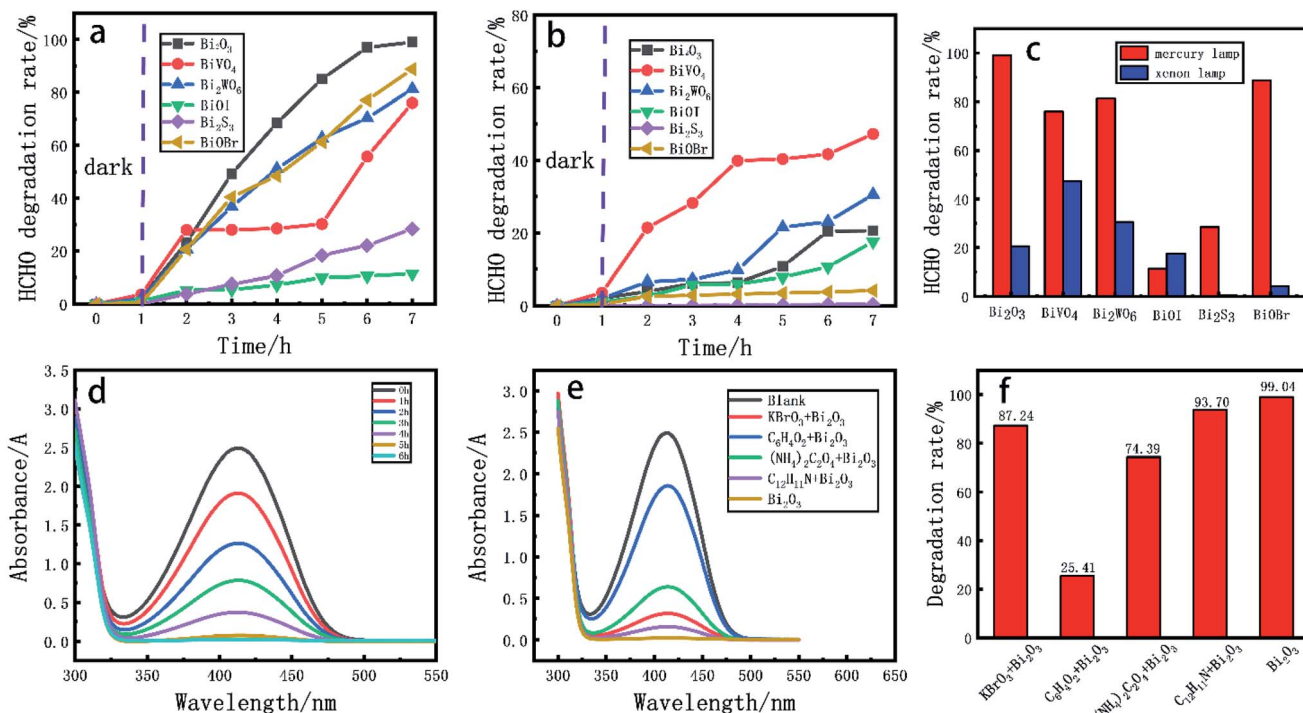 a
HCHO degradation rate/%
100
80
60
40
20
0
Bi₂O₃
BiVO₄
Bi₂WO₆
BiOI
Bi₂S₃
BiOBr
dark
0 1 2 3 4 5 6 7
Time/h
b
HCHO degradation rate/%
80
60
40
20
0
BiVO₄
Bi₂WO₆
BiOI
Bi₂S₃
BiOBr
dark
0 1 2 3 4 5 6 7
Time/h
c
HCHO degradation rate/%
100
80
60
40
20
0
mercury lamp
xenon lamp
Bi₂O₃ BiVO₄ Bi₂WO₆ BiOI Bi₂S₃ BiOBr
d
Absorbance/A
3.5
3.0
2.5
2.0
1.5
1.0
0.5
0.0
0h
1h
2h
3h
4h
5h
6h
300 350 400 450 500 550
Wavelength/nm
e
Absorbance/A
3.0
2.5
2.0
1.5
1.0
0.5
0.0
Blank
KBrO₃+Bi₂O₃
C₆H₄O₂+Bi₂O₃
(NH₄)₂C₂O₄+Bi₂O₃
C₁₂H₁₁N+Bi₂O₃
Bi₂O₃
300 350 400 450 500 550 600 650
Wavelength/nm
f
Degradation rate/%
100
80
60
40
20
0
87.24
25.41
74.39
93.70
99.04
KBrO₃+Bi₂O₃
C₆H₄O₂+Bi₂O₃
(NH₄)₂C₂O₄+Bi₂O₃
C₁₂H₁₁N+Bi₂O₃
Bi₂O₃